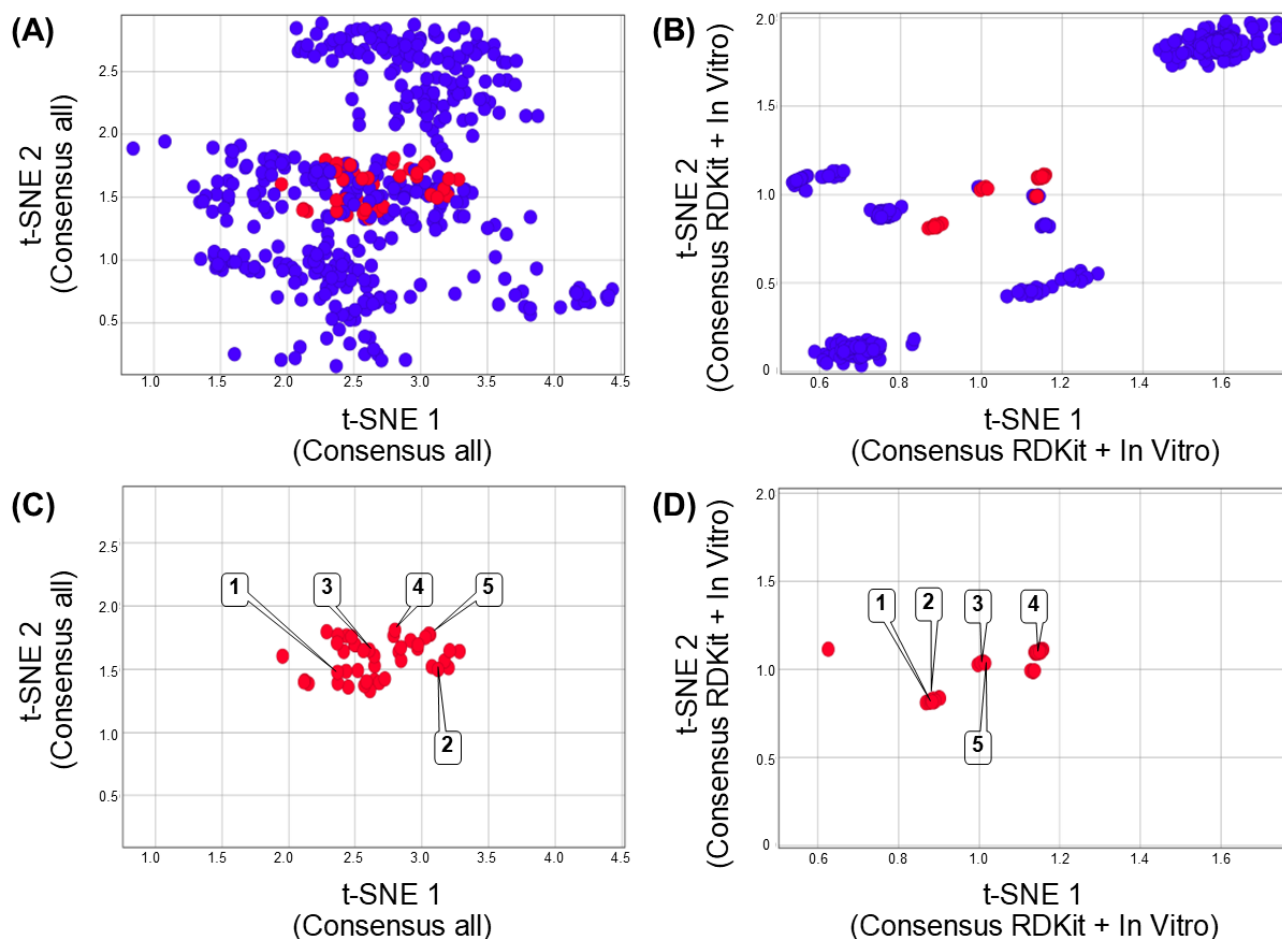 (A)
t-SNE 2
(Consensus all)
2.5
2.0
1.5
1.0
0.5
1.0 1.5 2.0 2.5 3.0 3.5 4.0 4.5
t-SNE 1
(Consensus all)
(B)
t-SNE 2
(Consensus RDKit + In Vitro)
2.0
1.5
1.0
0.5
0
0.6 0.8 1.0 1.2 1.4 1.6
t-SNE 1
(Consensus RDKit + In Vitro)
(C)
t-SNE 2
(Consensus all)
2.5
2.0
1.5
1.0
0.5
1 3 4 5
2
1.0 1.5 2.0 2.5 3.0 3.5 4.0 4.5
t-SNE 1
(Consensus all)
(D)
t-SNE 2
(Consensus RDKit + In Vitro)
2.0
1.5
1.0
0.5
0
1 2 3 4
5
0.6 0.8 1.0 1.2 1.4 1.6
t-SNE 1
(Consensus RDKit + In Vitro)